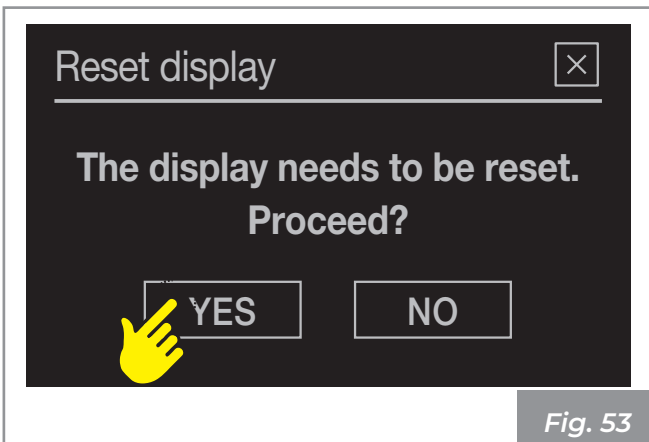 Reset display
The display needs to be reset.
Proceed?
YES NO
Fig. 53